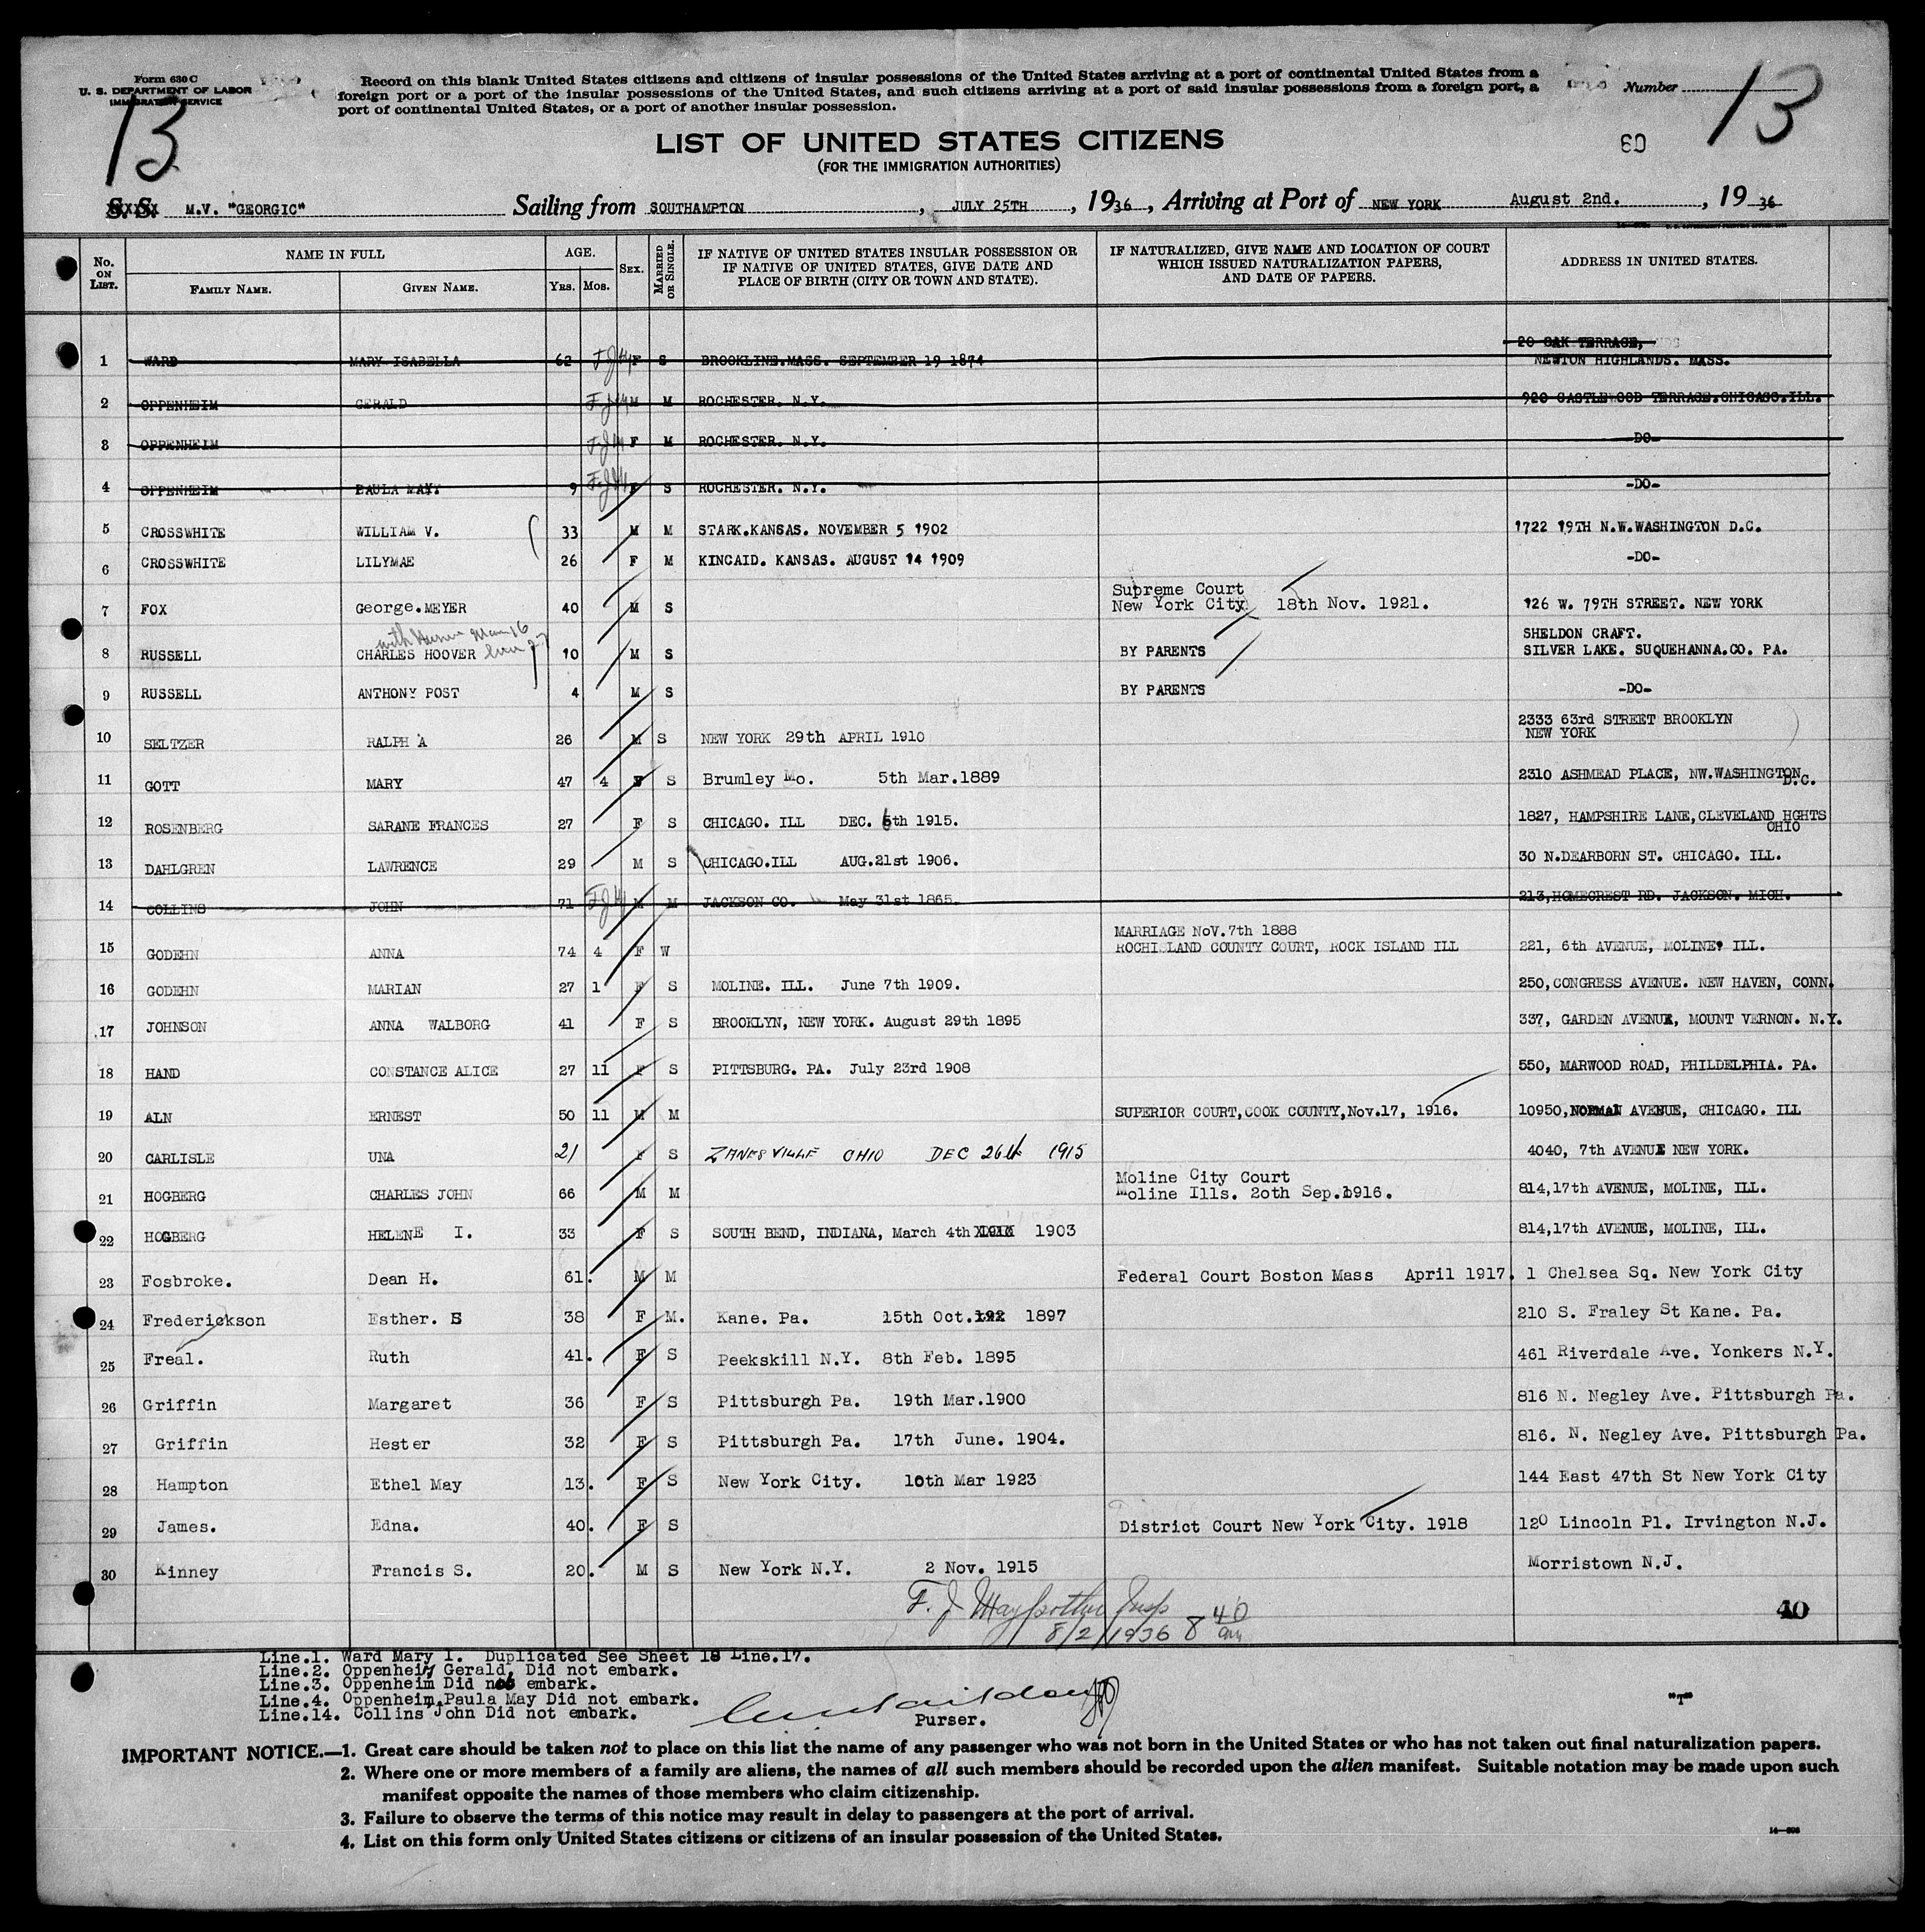 Form 630 C
U. S. DEPARTMENT OF LABOR
IMMIGRATION SERVICE
13
Record on this blank United States citizens and citizens of insular possessions of the United States arriving at a port of continental United States from a
foreign port or a port of the insular possessions of the United States, and such citizens arriving at a port of said insular possessions from a foreign port, a
port of continental United States, or a port of another insular possession.
Number 13
LIST OF UNITED STATES CITIZENS
(FOR THE IMMIGRATION AUTHORITIES)
60
S. S. M.V. "GEORGIC" Sailing from SOUTHAMPTON, JULY 25TH, 1936, Arriving at Port of NEW YORK August 2nd., 1936
No. ON LIST. NAME IN FULL AGE. SEX. MARRIED OR SINGLE. IF NATIVE OF UNITED STATES INSULAR POSSESSION OR IF NATIVE OF UNITED STATES, GIVE DATE AND PLACE OF BIRTH (CITY OR TOWN AND STATE). IF NATURALIZED, GIVE NAME AND LOCATION OF COURT WHICH ISSUED NATURALIZATION PAPERS, AND DATE OF PAPERS. ADDRESS IN UNITED STATES.
FAMILY NAME. GIVEN NAME. YRS. MOS.
20 OAK TERRACE,
1 WARD MARY ISABELLA 62 F S BROOKLINE.MASS. SEPTEMBER 19 1874 NEWTON HIGHLANDS. MASS.
2 OPPENHEIM GERALD M M ROCHESTER. N.Y. 920 CASTLEWOOD TERRACE.CHICAGO.ILL.
3 OPPENHEIM F M ROCHESTER. N.Y. -DO-
4 OPPENHEIM PAULA MAY. 9 F S ROCHESTER. N.Y. -DO-
5 CROSSWHITE WILLIAM V. 33 M M STARK.KANSAS. NOVEMBER 5 1902 1722 19TH N.W.WASHINGTON D.C.
6 CROSSWHITE LILYMAE 26 F M KINCAID. KANSAS. AUGUST 14 1909 -DO-
Supreme Court
7 FOX George.MEYER 40 M S New York City 18th Nov. 1921. 126 W. 79TH STREET. NEW YORK
SHELDON CRAFT.
8 RUSSELL CHARLES HOOVER 10 M S BY PARENTS SILVER LAKE. SUQUEHANNA.CO. PA.
9 RUSSELL ANTHONY POST 4 M S BY PARENTS -DO-
2333 63rd STREET BROOKLYN
10 SELTZER RALPH A 26 M S NEW YORK 29th APRIL 1910 NEW YORK
11 GOTT MARY 47 4 F S Brumley Mo. 5th Mar.1889 2310 ASHMEAD PLACE, NW.WASHINGTON D.C.
12 ROSENBERG SARANE FRANCES 27 F S CHICAGO. ILL DEC. 6th 1915. 1827, HAMPSHIRE LANE,CLEVELAND HGHTS
OHIO
13 DAHLGREN LAWRENCE 29 M S CHICAGO.ILL AUG.21st 1906. 30 N.DEARBORN ST. CHICAGO. ILL.
14 COLLINS JOHN 71 M M JACKSON CO. May 31st 1865. 213,HOMECREST RD. JACKSON. MICH.
MARRIAGE NoV.7th 1888
15 GODEHN ANNA 74 4 F W ROCHISLAND COUNTY COURT, ROCK ISLAND ILL 221, 6th AVENUE, MOLINE. ILL.
16 GODEHN MARIAN 27 1 F S MOLINE. ILL. June 7th 1909. 250,CONGRESS AVENUE. NEW HAVEN, CONN.
17 JOHNSON ANNA WALBORG 41 F S BROOKLYN, NEW YORK. August 29th 1895 337, GARDEN AVENUE, MOUNT VERNON. N.Y.
18 HAND CONSTANCE ALICE 27 11 F S PITTSBURG. PA. July 23rd 1908 550, MARWOOD ROAD, PHILDELPHIA. PA.
19 ALN ERNEST 50 11 M M SUPERIOR COURT,COOK COUNTY,Nov.17, 1916. 10950,NORMAN AVENUE, CHICAGO. ILL
20 CARLISLE UNA 21 F S ZANESVILLE OHIO DEC 26th 1915 4040, 7th AVENUE NEW YORK.
Moline City Court
21 HOGBERG CHARLES JOHN 66 M M Moline Ills. 2oth Sep.1916. 814,17th AVENUE, MOLINE, ILL.
22 HOGBERG HELENE I. 33 F S SOUTH BEND, INDIANA, March 4th 1903 814,17th AVENUE, MOLINE, ILL.
23 Fosbroke. Dean H. 61. M M Federal Court Boston Mass April 1917. 1 Chelsea Sq. New York City
24 Frederickson Esther. S 38 F M. Kane. Pa. 15th Oct. 1897 210 S. Fraley St Kane. Pa.
25 Freal. Ruth 41. F S Peekskill N.Y. 8th Feb. 1895 461 Riverdale Ave. Yonkers N.Y.
26 Griffin Margaret 36 F S Pittsburgh Pa. 19th Mar.1900 816 N. Negley Ave. Pittsburgh Pa.
27 Griffin Hester 32 F S Pittsburgh Pa. 17th June. 1904. 816. N. Negley Ave. Pittsburgh Pa.
28 Hampton Ethel May 13. F S New York City. 10th Mar 1923 144 East 47th St New York City
29 James. Edna. 40. F S District Court New York City. 1918 120 Lincoln Pl. Irvington N.J.
30 Kinney Francis S. 20. M S New York N.Y. 2 Nov. 1915 Morristown N.J.
F. J. Insp
8/2/1936 8 40 am
40
Line.1. Ward Mary I. Duplicated See Sheet 18 Line.17.
Line.2. Oppenheim Gerald, Did not embark.
Line.3. Oppenheim Did not embark.
Line.4. Oppenheim,Paula May Did not embark.
Line.14. Collins John Did not embark.
Purser.
"T"
IMPORTANT NOTICE.—1. Great care should be taken not to place on this list the name of any passenger who was not born in the United States or who has not taken out final naturalization papers.
2. Where one or more members of a family are aliens, the names of all such members should be recorded upon the alien manifest. Suitable notation may be made upon such
manifest opposite the names of those members who claim citizenship.
3. Failure to observe the terms of this notice may result in delay to passengers at the port of arrival.
4. List on this form only United States citizens or citizens of an insular possession of the United States.